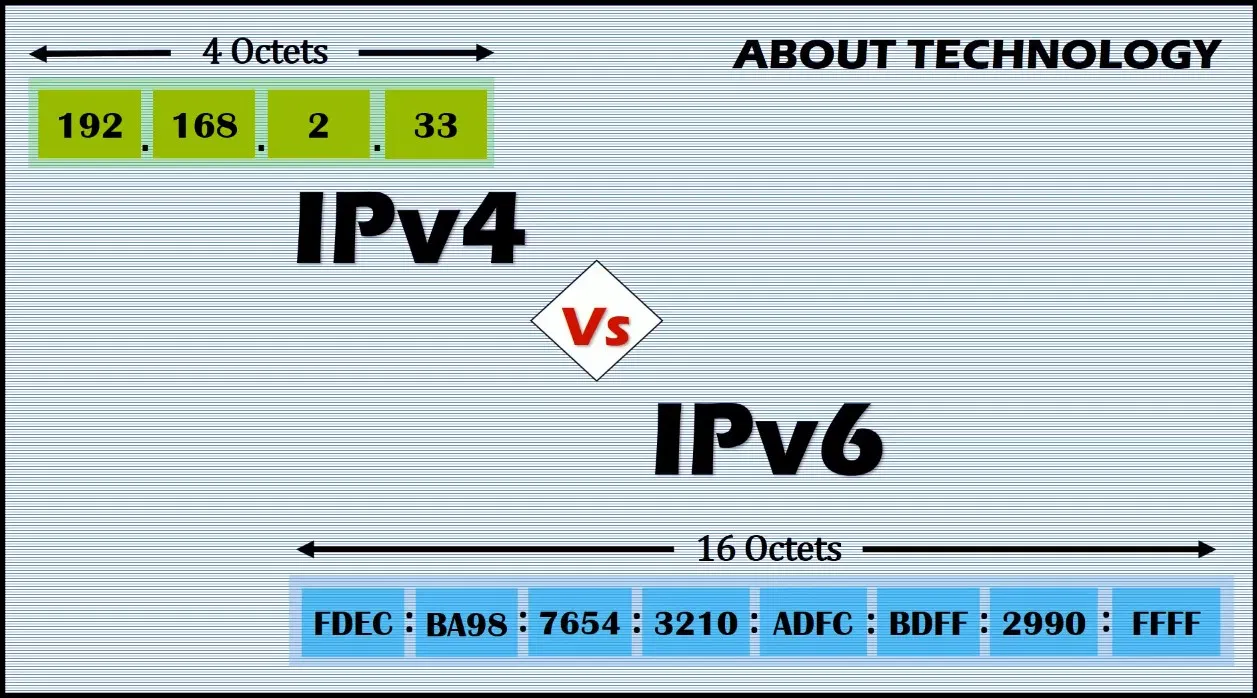 4 Octets
ABOUT TECHNOLOGY
192.168.2.33
IPv4
Vs
IPv6
16 Octets
FDEC:BA98:7654:3210:ADFC:BDFF:2990:FFFF